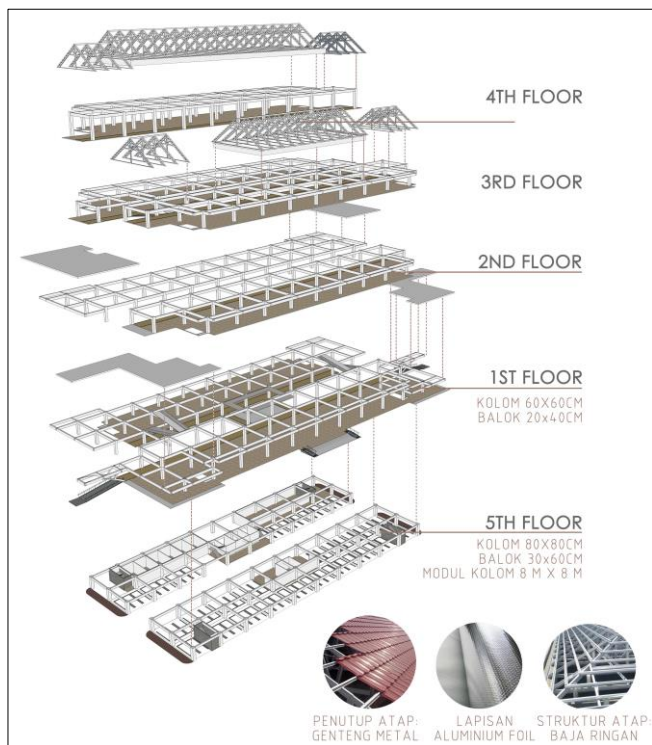 4TH FLOOR
3RD FLOOR
2ND FLOOR
1ST FLOOR
KOLOM 60X60CM
BALOK 20x40CM
5TH FLOOR
KOLOM 80X80CM
BALOK 30x60CM
MODUL KOLOM 8 M X 8 M
PENUTUP ATAP:
GENTENG METAL
LAPISAN
ALUMINIUM FOIL
STRUKTUR ATAP:
BAJA RINGAN